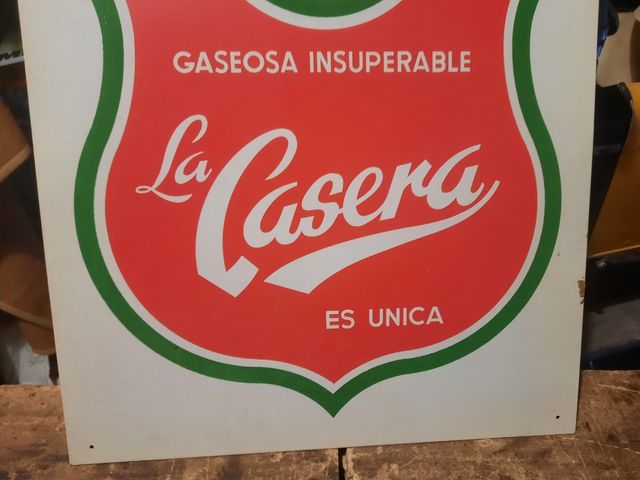 GASEOSA INSUPERABLE
La Casera
ES UNICA